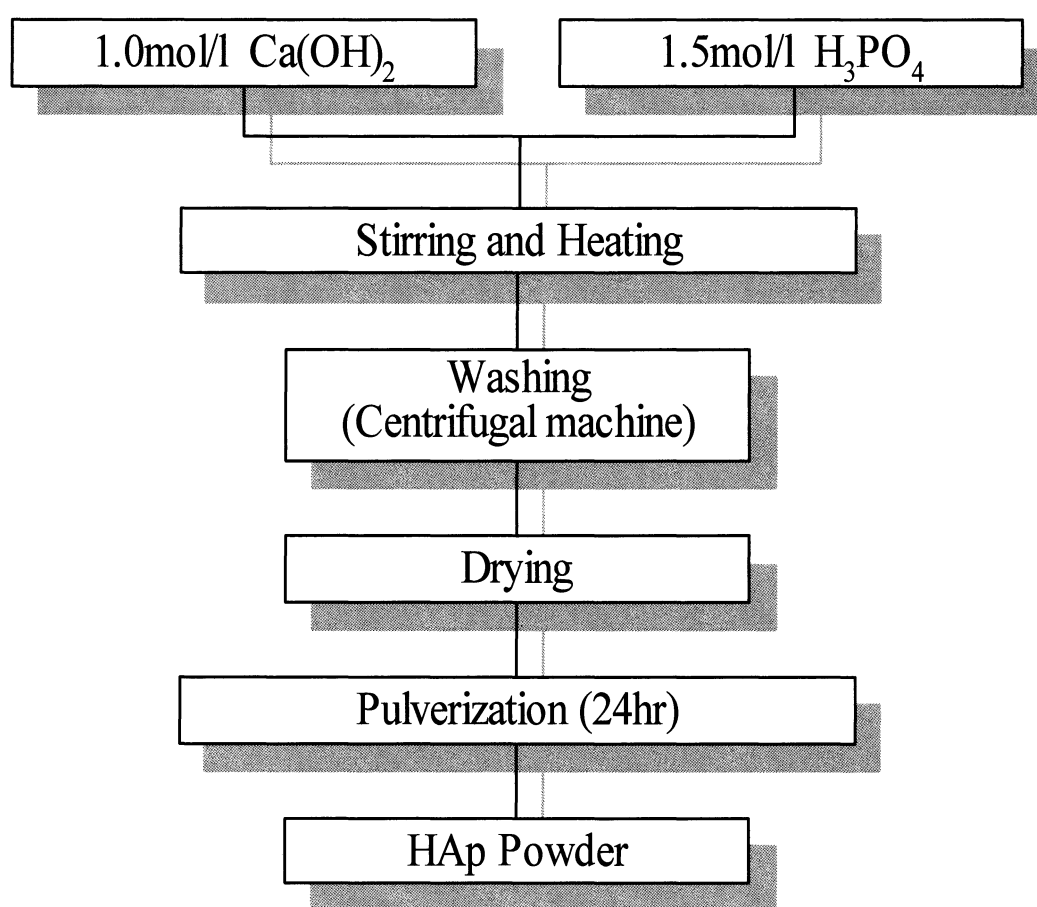 1.0mol/l Ca(OH)₂
1.5mol/l H₃PO₄
Stirring and Heating
Washing
(Centrifugal machine)
Drying
Pulverization (24hr)
HAp Powder